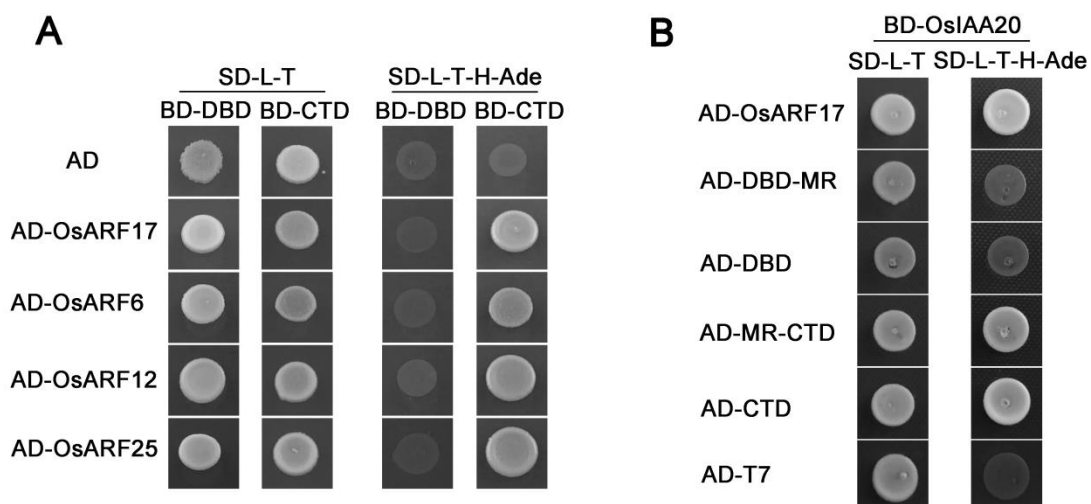 A
SD-L-T SD-L-T-H-Ade
BD-DBD BD-CTD BD-DBD BD-CTD
AD
AD-OsARF17
AD-OsARF6
AD-OsARF12
AD-OsARF25
B
BD-OsIAA20
SD-L-T SD-L-T-H-Ade
AD-OsARF17
AD-DBD-MR
AD-DBD
AD-MR-CTD
AD-CTD
AD-T7